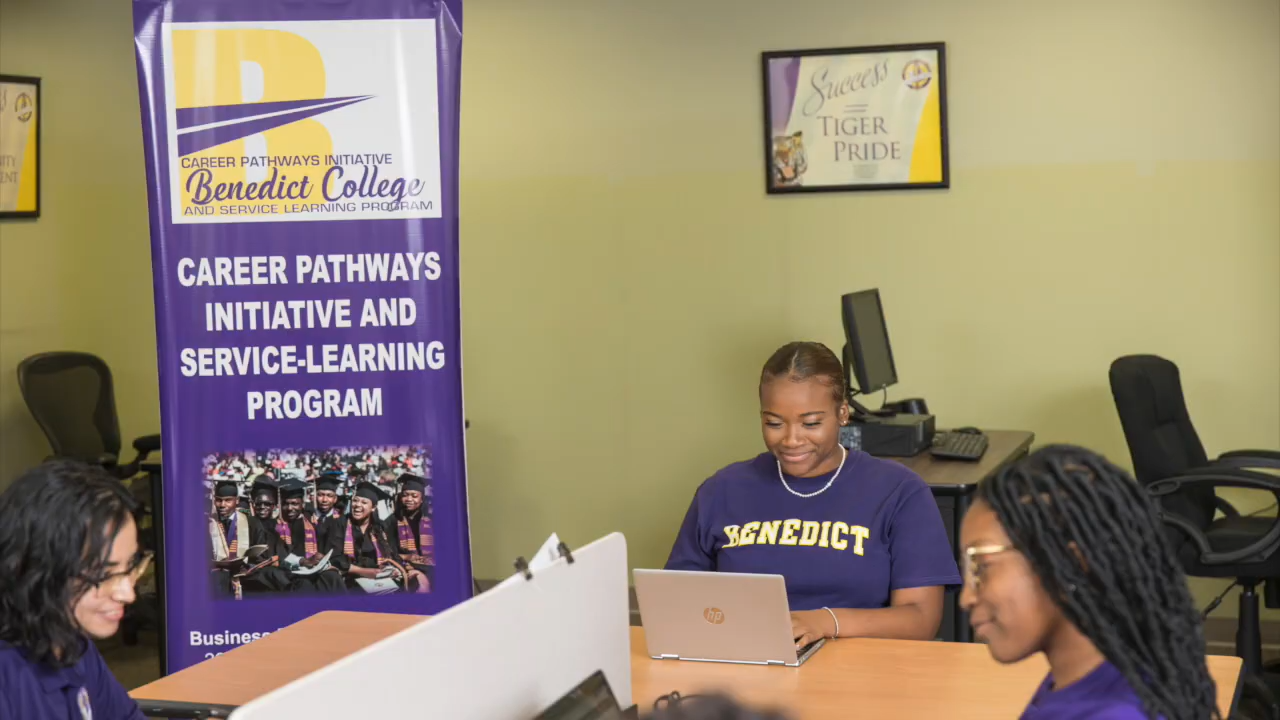 B
CAREER PATHWAYS INITIATIVE
Benedict College
AND SERVICE LEARNING PROGRAM
CAREER PATHWAYS
INITIATIVE AND
SERVICE-LEARNING
PROGRAM
Business
Success
TIGER
PRIDE
BENEDICT
hp